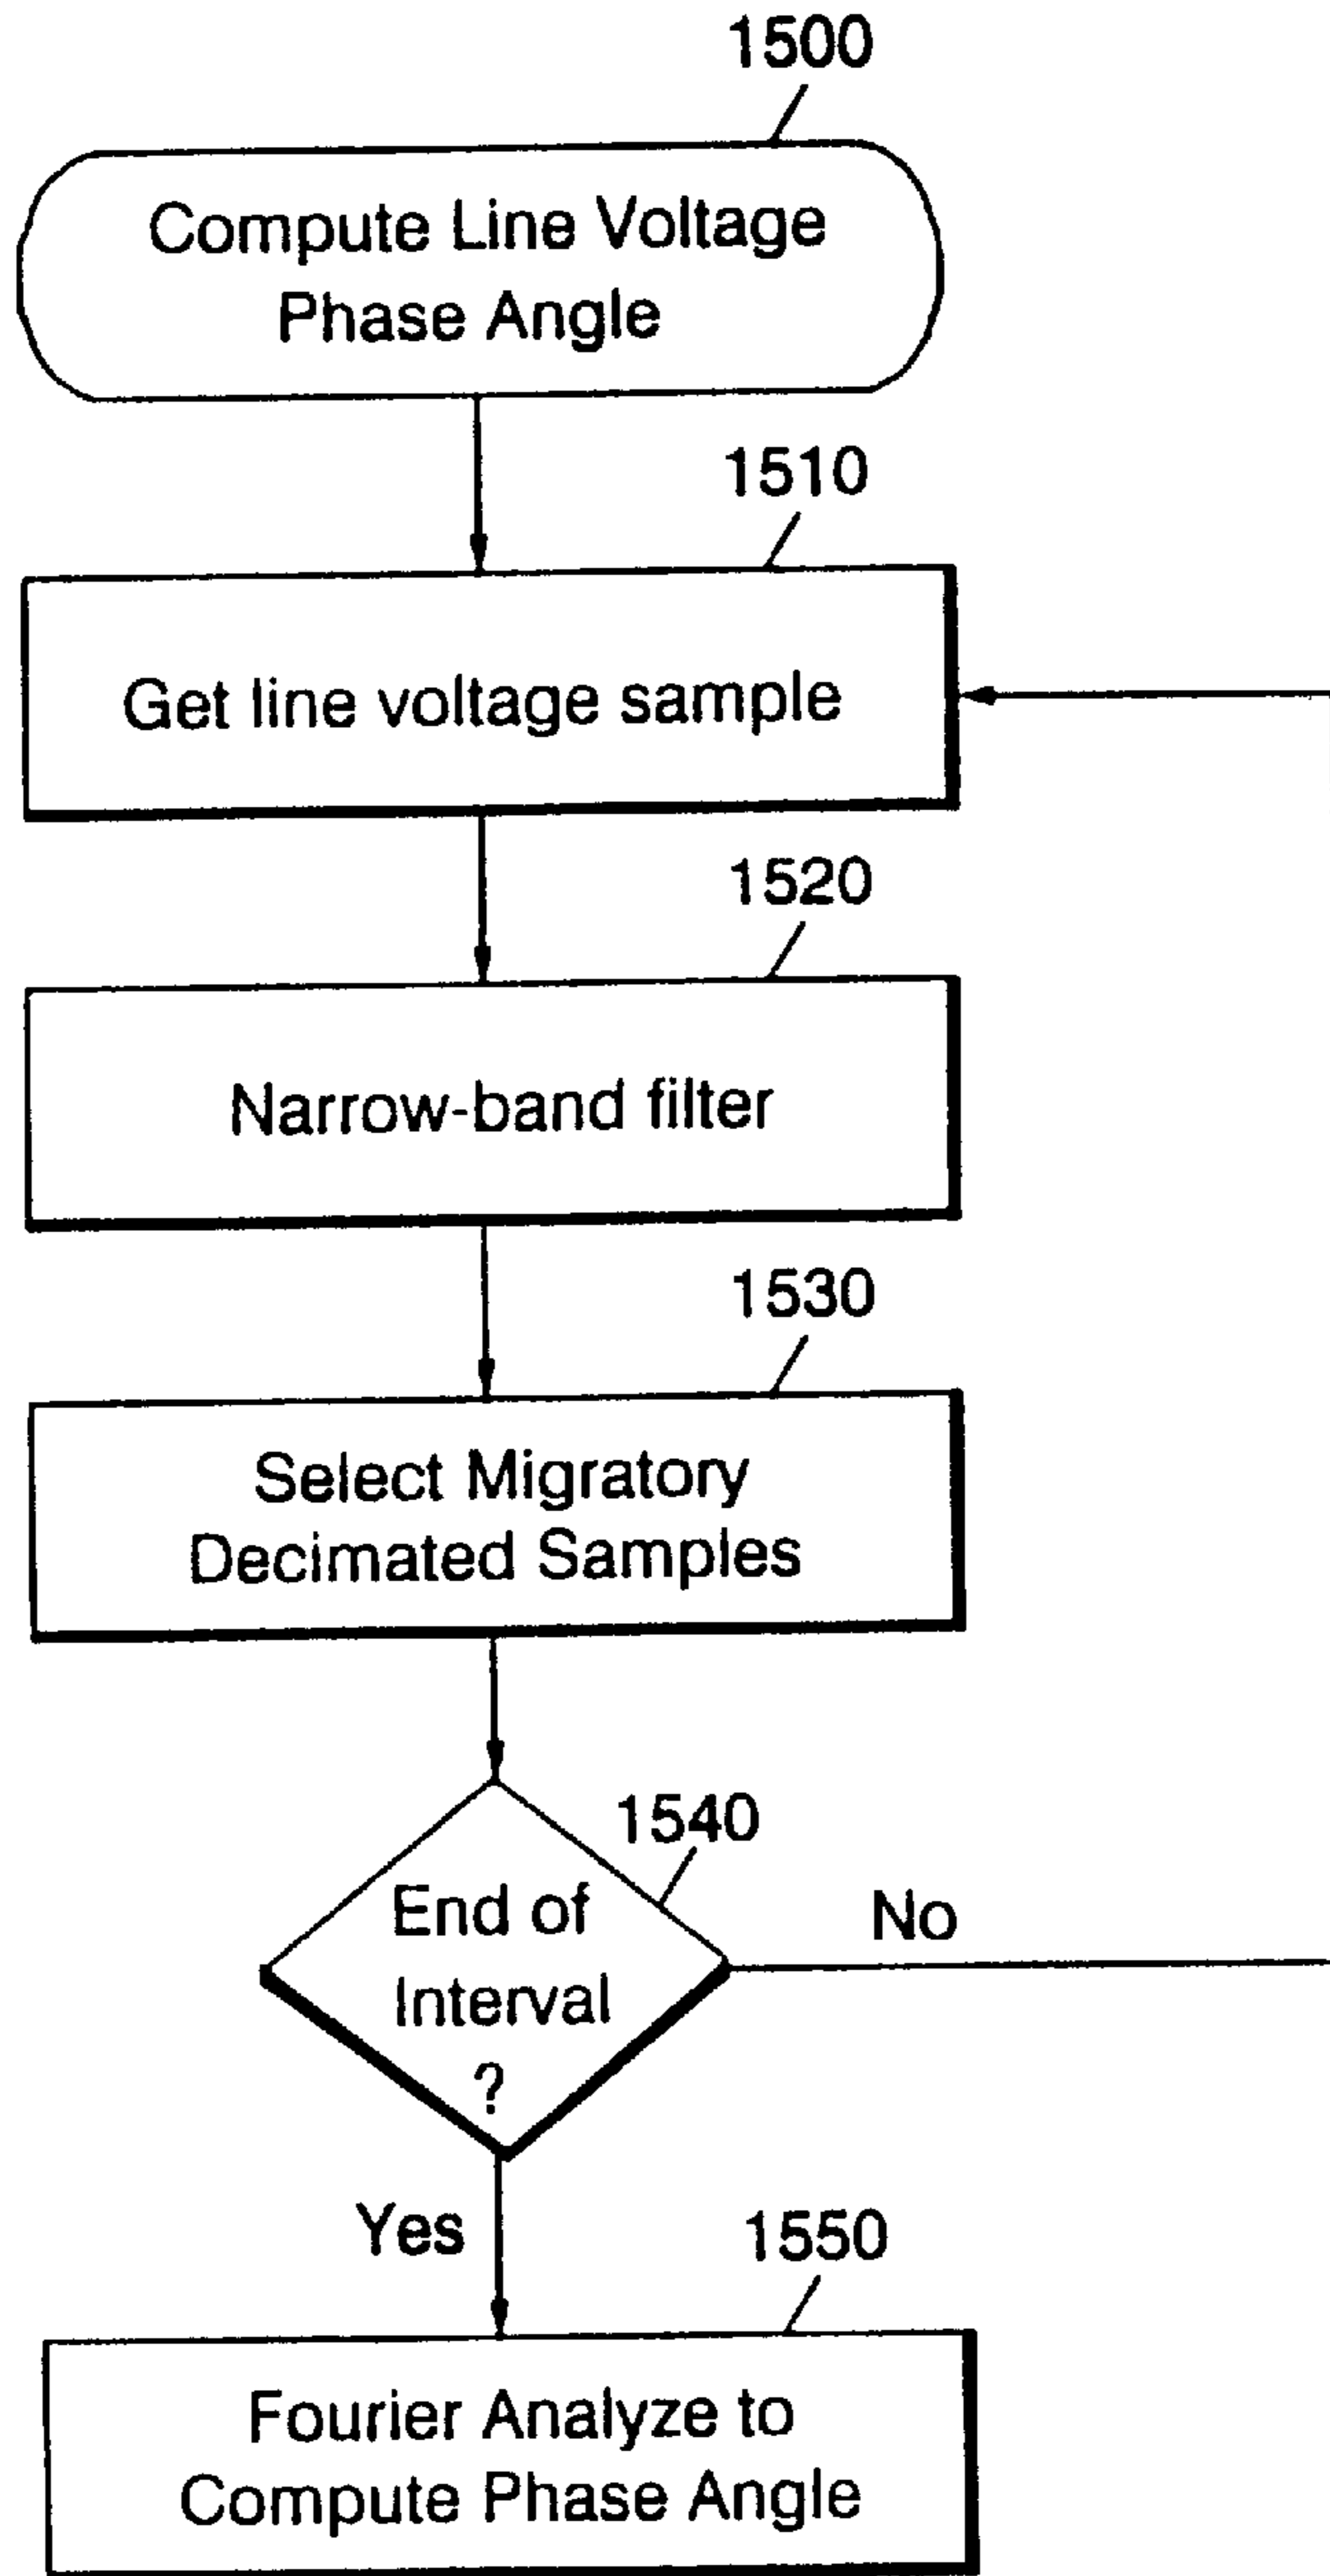 1500
Compute Line Voltage
Phase Angle
1510
Get line voltage sample
1520
Narrow-band filter
1530
Select Migratory
Decimated Samples
1540
End of
Interval
?
No
Yes
1550
Fourier Analyze to
Compute Phase Angle